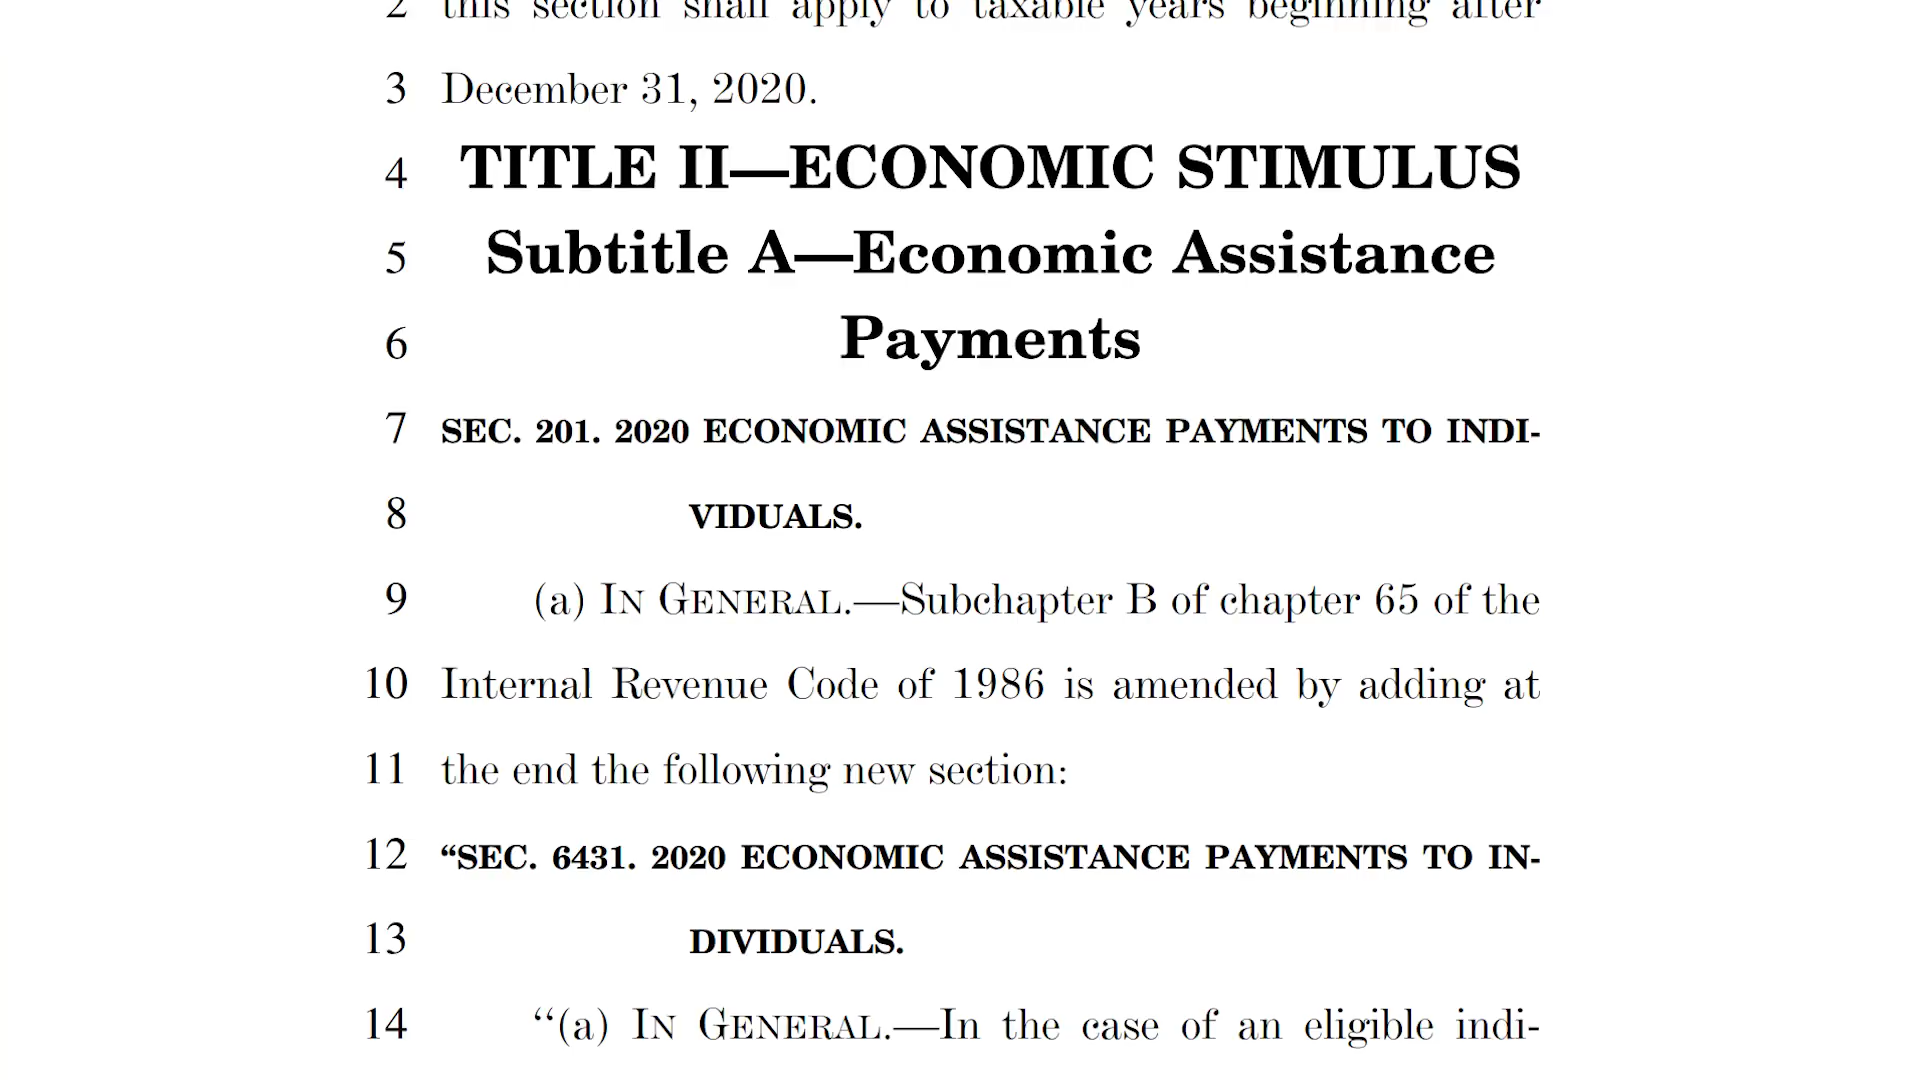 2 this section shall apply to taxable years beginning after
3 December 31, 2020.
4 TITLE II—ECONOMIC STIMULUS
5 Subtitle A—Economic Assistance
6 Payments
7 SEC. 201. 2020 ECONOMIC ASSISTANCE PAYMENTS TO INDI-
8 VIDUALS.
9 (a) IN GENERAL.—Subchapter B of chapter 65 of the
10 Internal Revenue Code of 1986 is amended by adding at
11 the end the following new section:
12 “SEC. 6431. 2020 ECONOMIC ASSISTANCE PAYMENTS TO IN-
13 DIVIDUALS.
14 ‘‘(a) IN GENERAL.—In the case of an eligible indi-